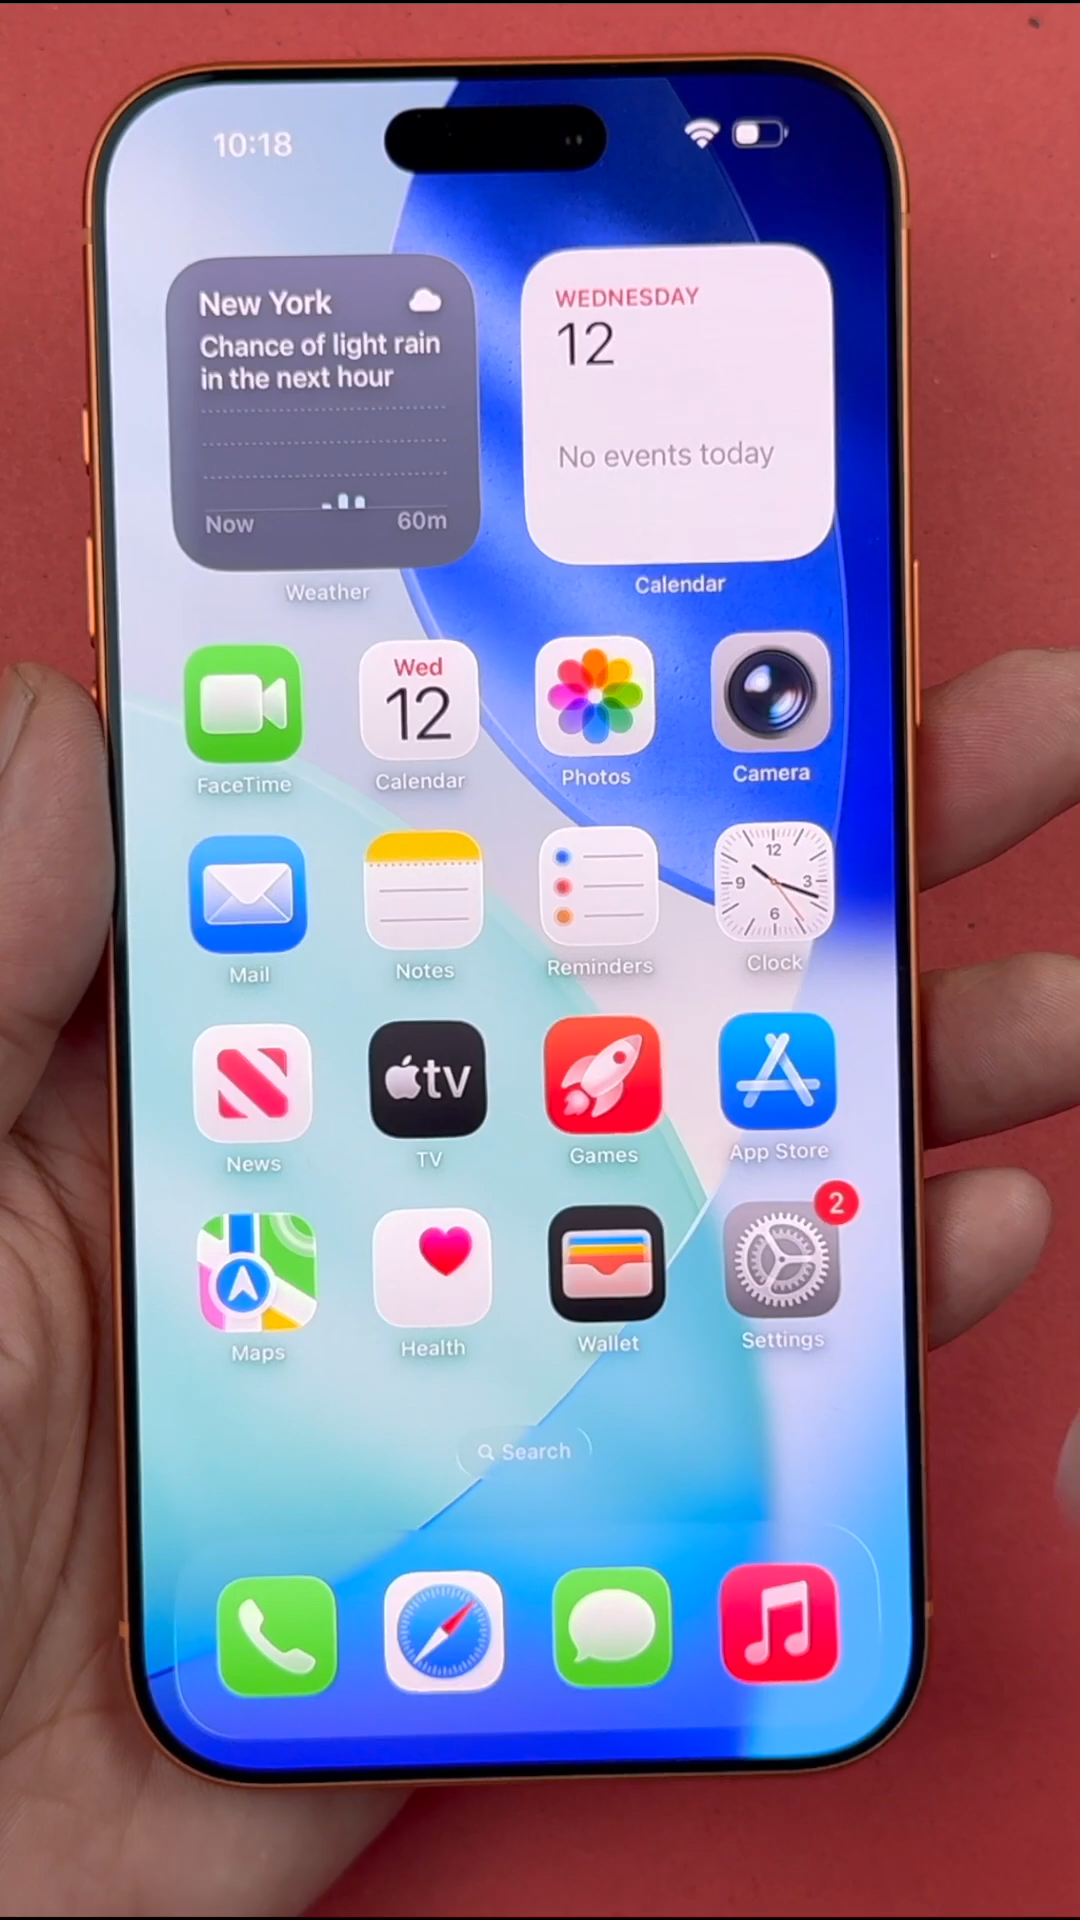 10:18
New York
Chance of light rain
in the next hour
Now 60m
Weather
WEDNESDAY
12
No events today
Calendar
Wed
12
FaceTime
Calendar
Photos
Camera
12
9 3
6
Mail
Notes
Reminders
Clock
tv
News
TV
Games
App Store
2
Maps
Health
Wallet
Settings
Search